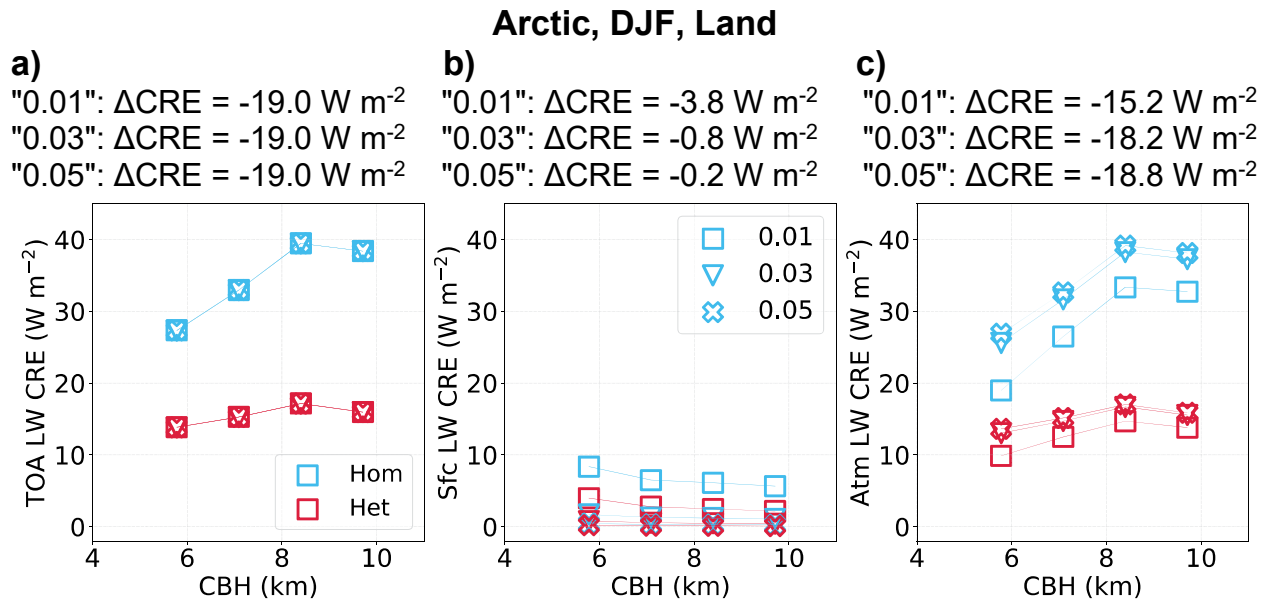 Arctic, DJF, Land
a)
"0.01": ΔCRE = -19.0 W m⁻²
"0.03": ΔCRE = -19.0 W m⁻²
"0.05": ΔCRE = -19.0 W m⁻²
TOA LW CRE (W m⁻²)
40
30
20
10
0
Hom
Het
4
6
8
10
CBH (km)
b)
"0.01": ΔCRE = -3.8 W m⁻²
"0.03": ΔCRE = -0.8 W m⁻²
"0.05": ΔCRE = -0.2 W m⁻²
Sfc LW CRE (W m⁻²)
40
30
20
10
0
0.01
0.03
0.05
4
6
8
10
CBH (km)
c)
"0.01": ΔCRE = -15.2 W m⁻²
"0.03": ΔCRE = -18.2 W m⁻²
"0.05": ΔCRE = -18.8 W m⁻²
Atm LW CRE (W m⁻²)
40
30
20
10
0
4
6
8
10
CBH (km)